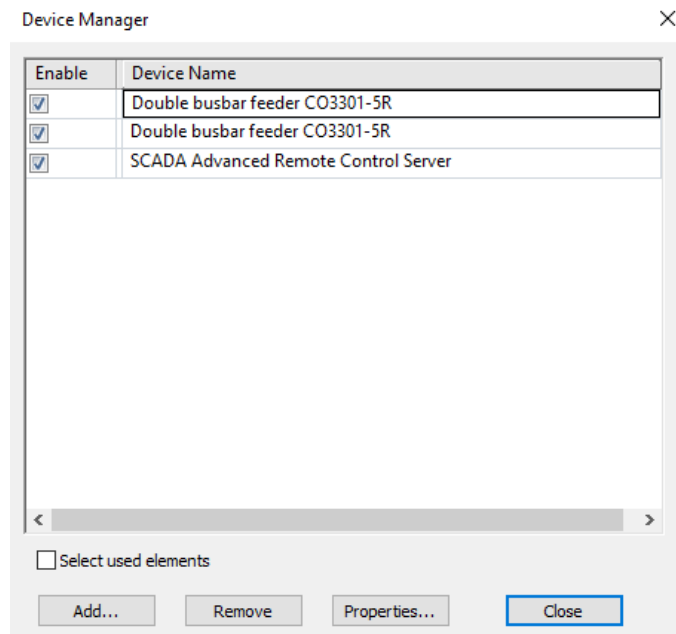 Device Manager
Enable Device Name
Double busbar feeder CO3301-5R
Double busbar feeder CO3301-5R
SCADA Advanced Remote Control Server
Select used elements
Add... Remove Properties... Close